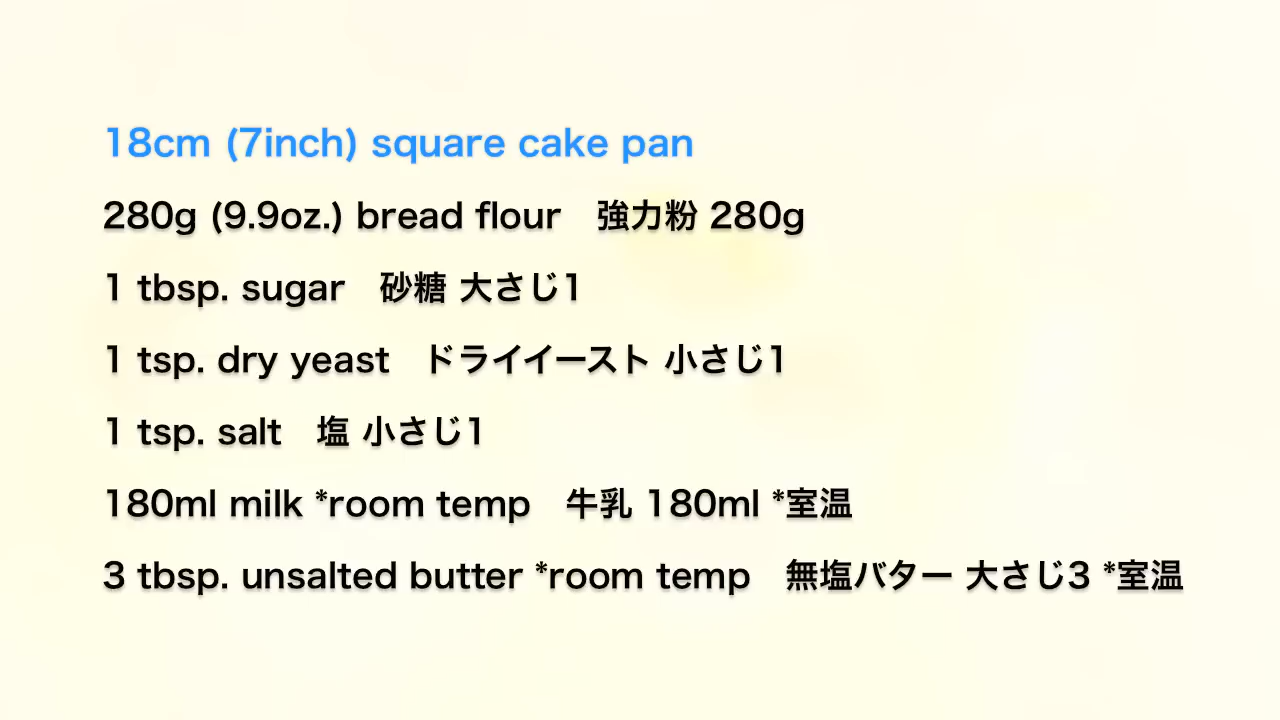 18cm (7inch) square cake pan
280g (9.9oz.) bread flour　強力粉 280g
1 tbsp. sugar　砂糖 大さじ1
1 tsp. dry yeast　ドライイースト 小さじ1
1 tsp. salt　塩 小さじ1
180ml milk *room temp　牛乳 180ml *室温
3 tbsp. unsalted butter *room temp　無塩バター 大さじ3 *室温